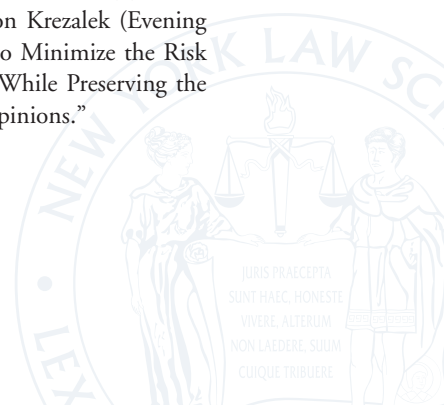 on Krezalek (Evening
o Minimize the Risk
While Preserving the
pinions.”
NEW YORK LAW SC
LEX
JURIS PRAECEPTA
SUNT HAEC, HONESTE
VIVERE, ALTERUM
NON LAEDERE, SUUM
CUIQUE TRIBUERE